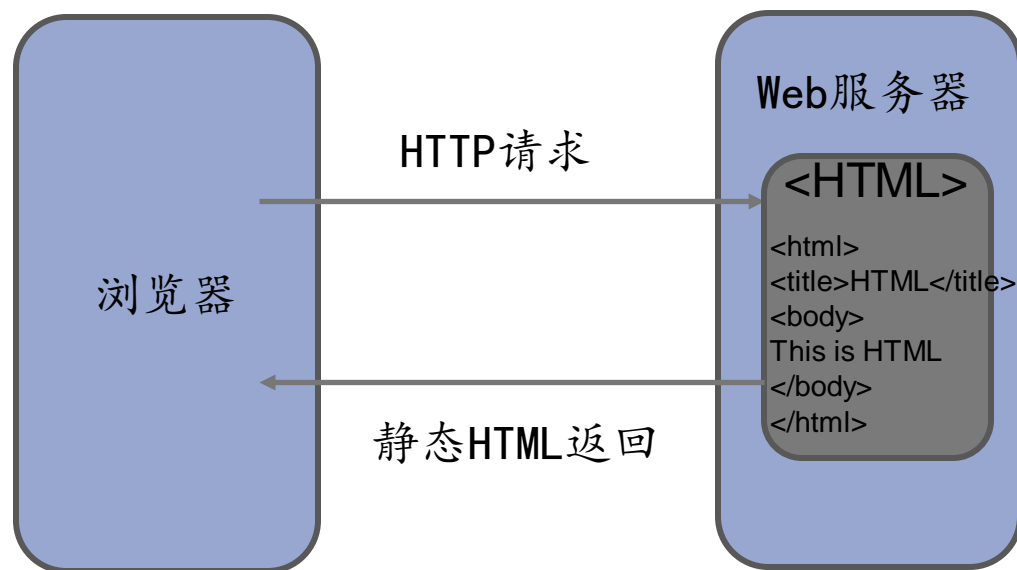 浏览器
HTTP请求
静态HTML返回
Web服务器
<HTML>
<html>
<title>HTML</title>
<body>
This is HTML
</body>
</html>